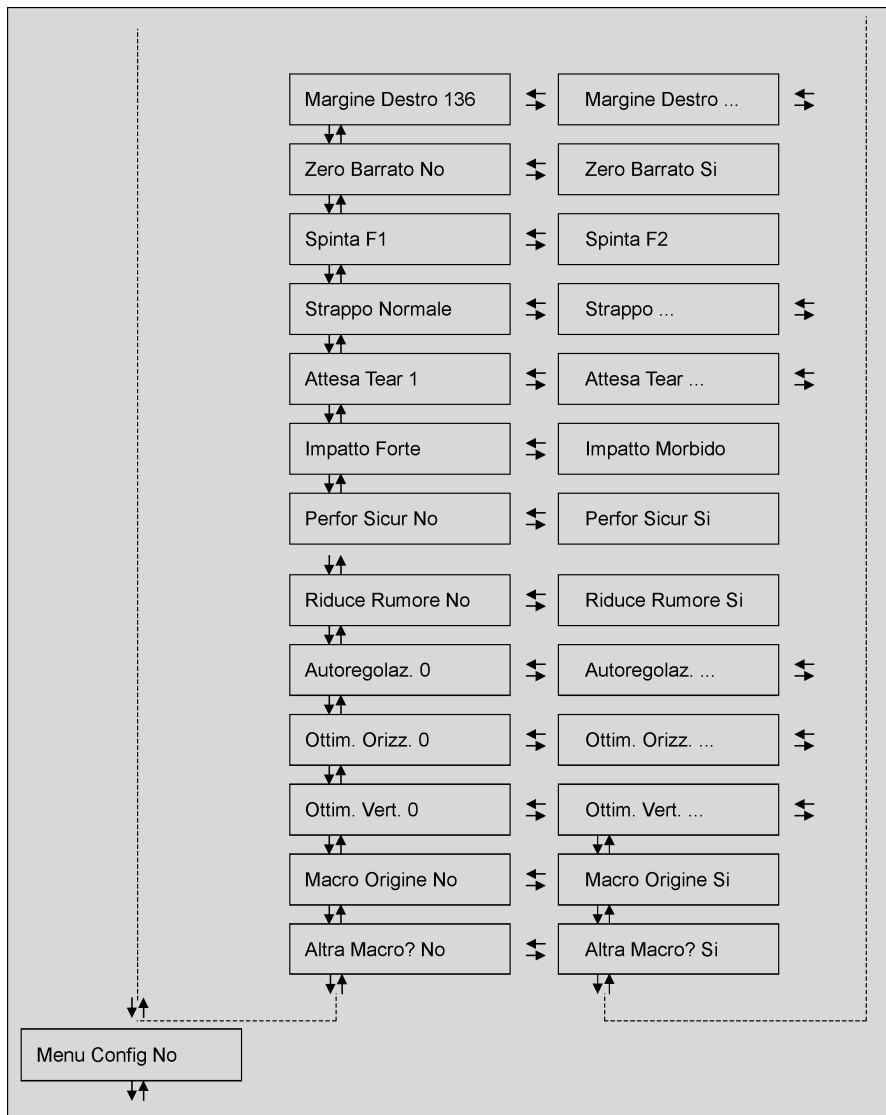 Margine Destro 136
Margine Destro ...
Zero Barrato No
Zero Barrato Si
Spinta F1
Spinta F2
Strappo Normale
Strappo ...
Attesa Tear 1
Attesa Tear ...
Impatto Forte
Impatto Morbido
Perfor Sicur No
Perfor Sicur Si
Riduce Rumore No
Riduce Rumore Si
Autoregolaz. 0
Autoregolaz. ...
Ottim. Orizz. 0
Ottim. Orizz. ...
Ottim. Vert. 0
Ottim. Vert. ...
Macro Origine No
Macro Origine Si
Altra Macro? No
Altra Macro? Si
Menu Config No